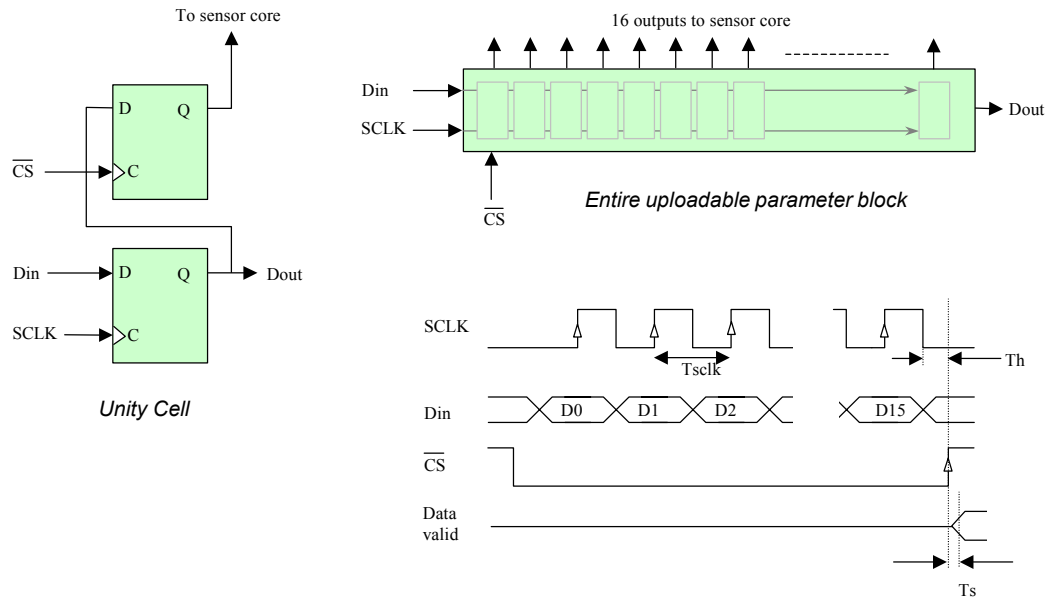 To sensor core
D
Q
CS
C
Din
D
Q
Dout
SCLK
C
Unity Cell
16 outputs to sensor core
Din
SCLK
Dout
CS
Entire uploadable parameter block
SCLK
Tsclk
Th
Din
D0
D1
D2
D15
CS
Data
valid
Ts